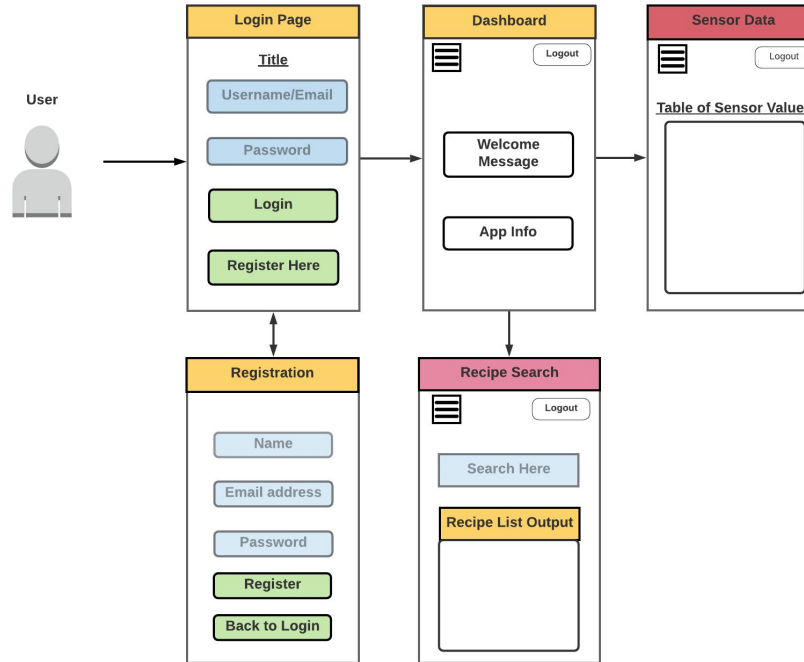 User
Login Page
Title
Username/Email
Password
Login
Register Here
Dashboard
Logout
Welcome
Message
App Info
Sensor Data
Logout
Table of Sensor Value
Registration
Name
Email address
Password
Register
Back to Login
Recipe Search
Logout
Search Here
Recipe List Output